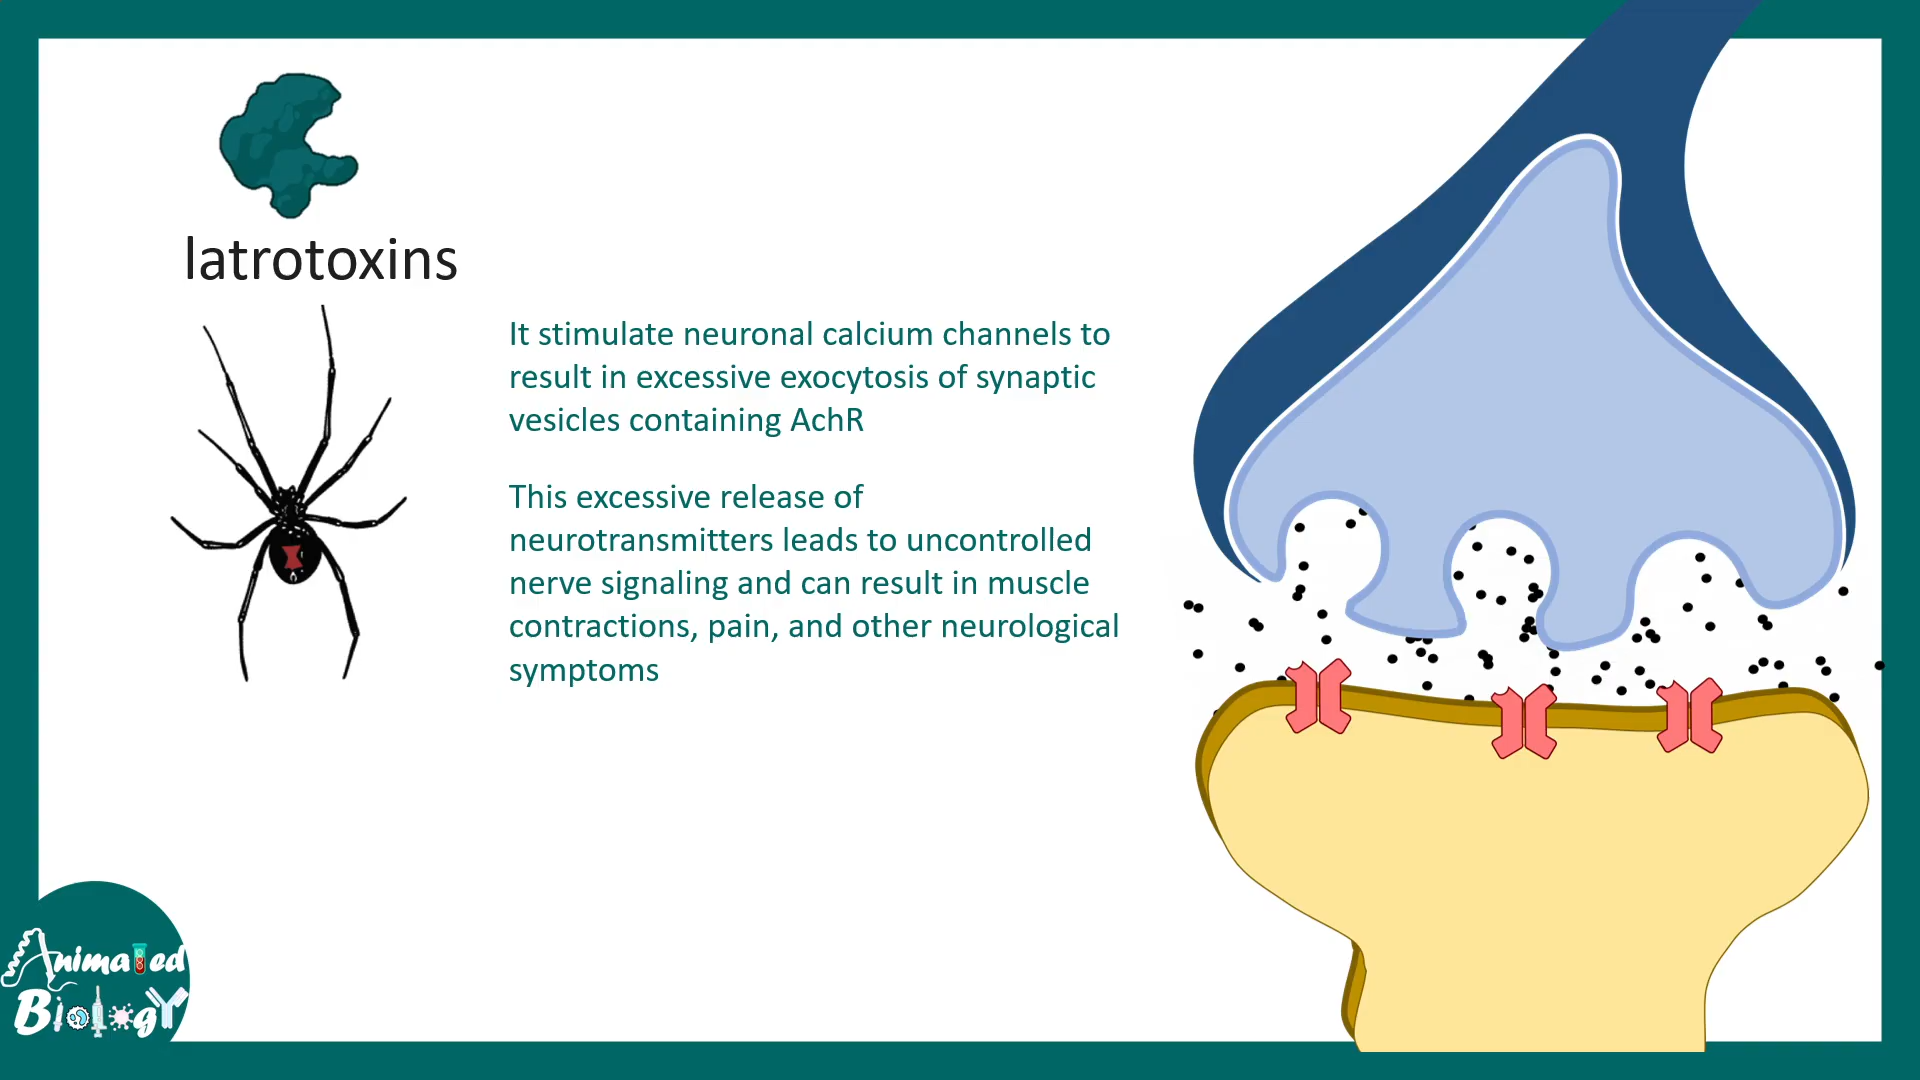 latrotoxins
It stimulate neuronal calcium channels to
result in excessive exocytosis of synaptic
vesicles containing AchR
This excessive release of
neurotransmitters leads to uncontrolled
nerve signaling and can result in muscle
contractions, pain, and other neurological
symptoms
Animated
Biology